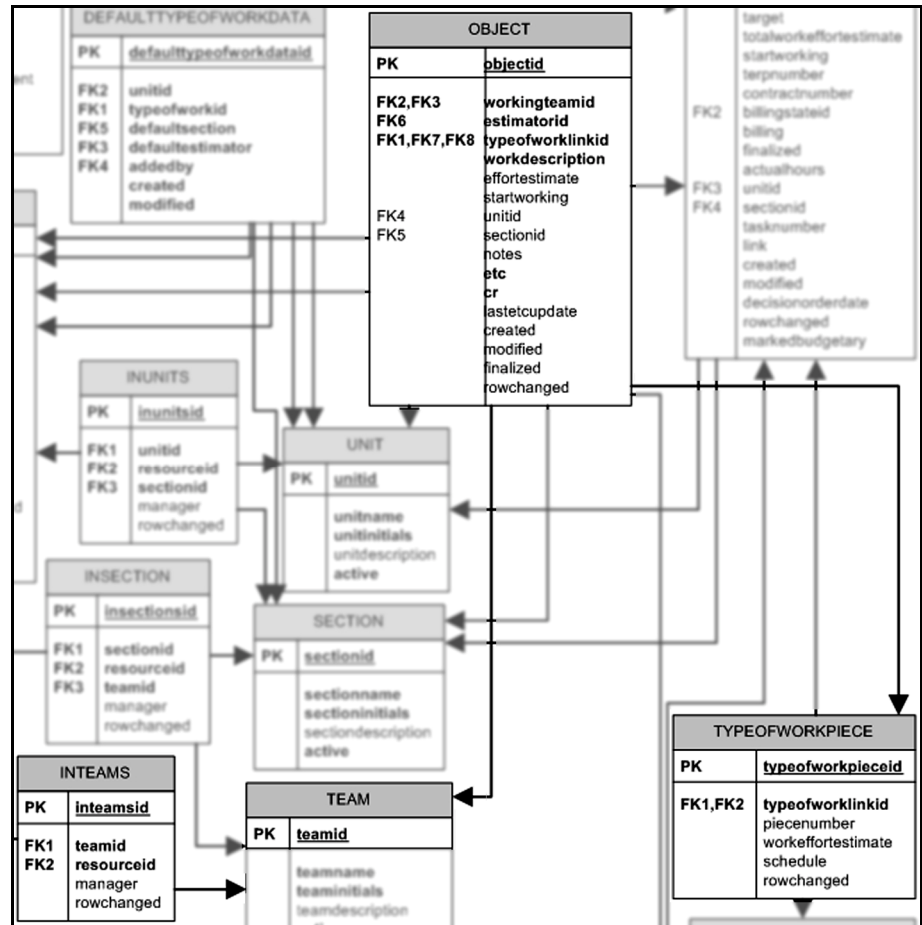 DEFAULTTYPEOFWORKDATA
PK defaulttypeofworkdataid
FK2 unitid
FK1 typeofworkid
FK5 defaultsection
FK3 defaultestimator
FK4 addedby
created
modified
OBJECT
PK objectid
FK2,FK3 workingteamid
FK6 estimatorid
FK1,FK7,FK8 typeofworklinkid
workdescription
effortestimate
startworking
FK4 unitid
FK5 sectionid
notes
etc
cr
lastetcupdate
created
modified
finalized
rowchanged
target
totalworkeffortestimate
startworking
terpnumber
contractnumber
FK2 billingstateid
billing
finalized
actualhours
FK3 unitid
FK4 sectionid
tasknumber
link
created
modified
decisionorderdate
rowchanged
markedbudgetary
INUNITS
PK inunitsid
FK1 unitid
FK2 resourceid
FK3 sectionid
manager
rowchanged
UNIT
PK unitid
unitname
unitinitials
unitdescription
active
INSECTION
PK insectionsid
FK1 sectionid
FK2 resourceid
FK3 teamid
manager
rowchanged
SECTION
PK sectionid
sectionname
sectioninitials
sectiondescription
active
INTEAMS
PK inteamsid
FK1 teamid
FK2 resourceid
manager
rowchanged
TEAM
PK teamid
teamname
teaminitials
teamdescription
TYPEOFWORKPIECE
PK typeofworkpieceid
FK1,FK2 typeofworklinkid
piecenumber
workeffortestimate
schedule
rowchanged